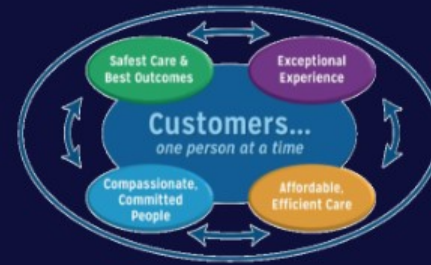 Safest Care &
Best Outcomes
Exceptional
Experience
Customers...
one person at a time
Compassionate,
Committed
People
Affordable,
Efficient Care